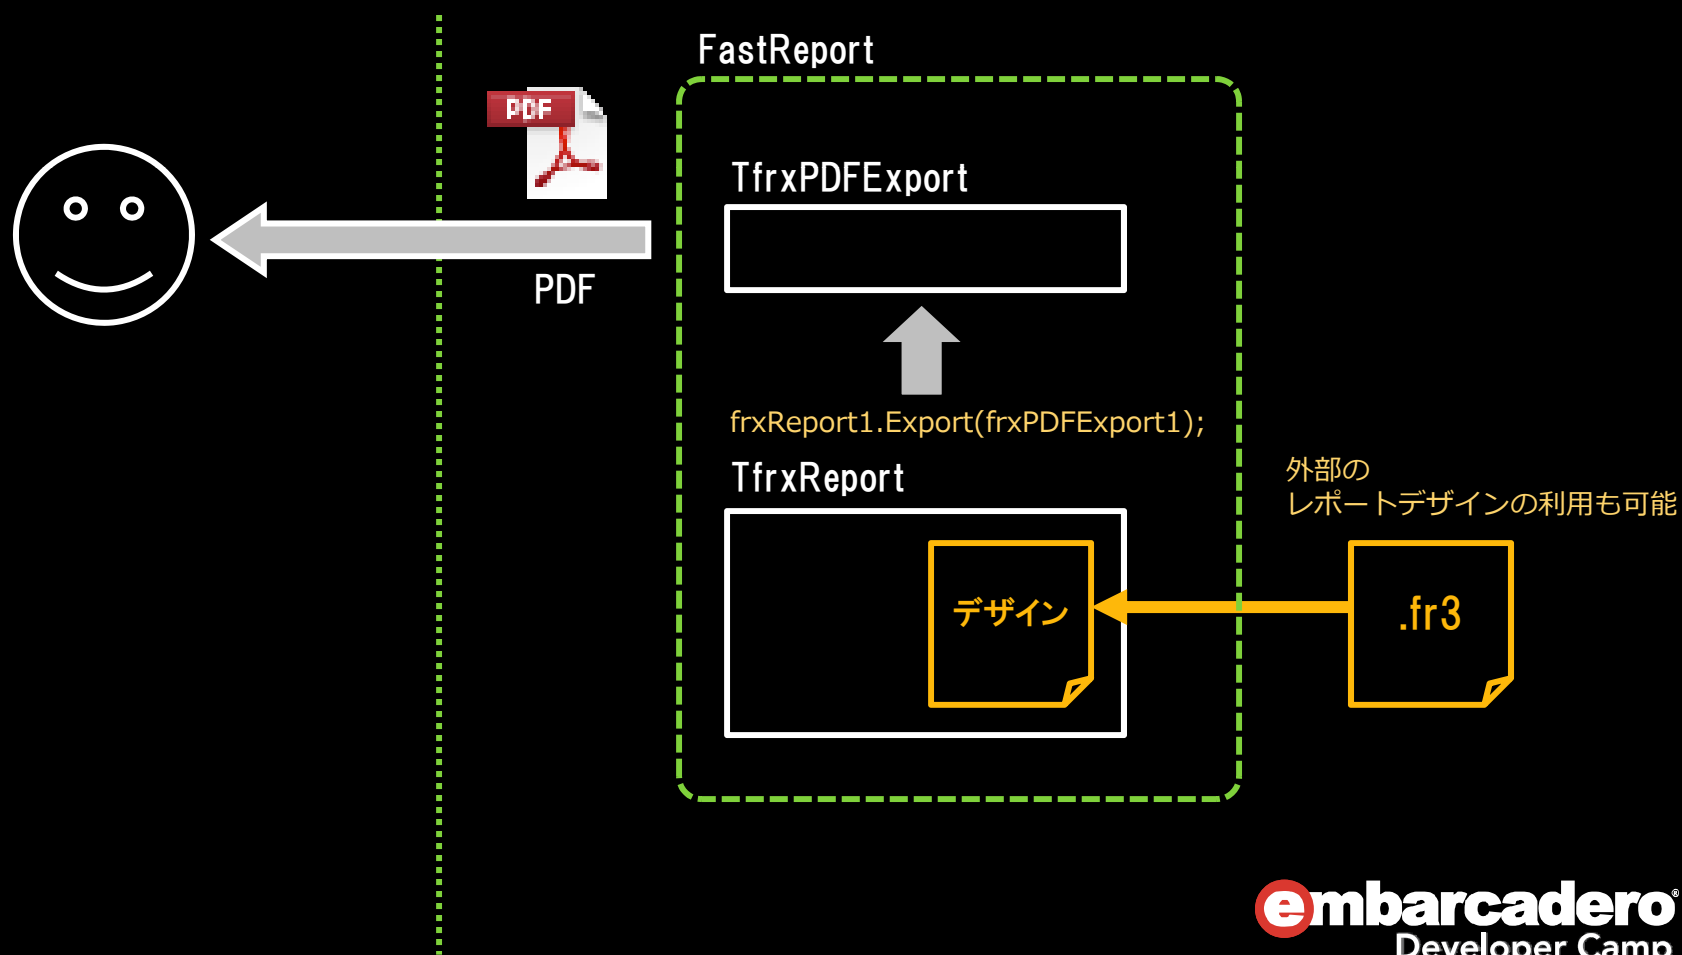 FastReport
PDF
TfrxPDFExport
PDF
frxReport1.Export(frxPDFExport1);
TfrxReport
外部の
レポートデザインの利用も可能
デザイン
.fr3
embarcadero®
Developer Camp